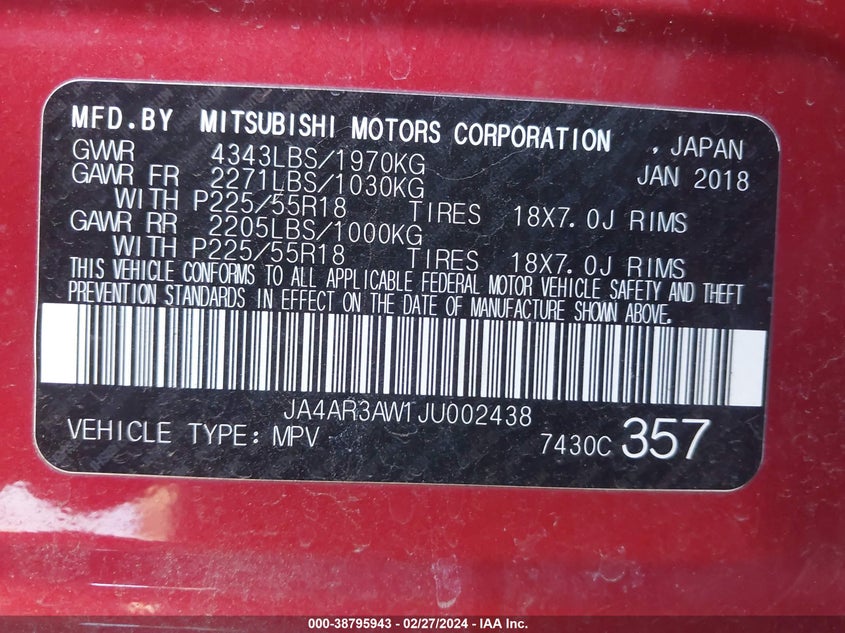 MFD.BY MITSUBISHI MOTORS CORPORATION , JAPAN
GVWR 4343LBS/1970KG JAN 2018
GAWR FR 2271LBS/1030KG
WITH P225/55R18 TIRES 18X7.0J RIMS
GAWR RR 2205LBS/1000KG
WITH P225/55R18 TIRES 18X7.0J RIMS
THIS VEHICLE CONFORMS TO ALL APPLICABLE FEDERAL MOTOR VEHICLE SAFETY AND THEFT
PREVENTION STANDARDS IN EFFECT ON THE DATE OF MANUFACTURE SHOWN ABOVE.
JA4AR3AW1JU002438
VEHICLE TYPE: MPV 7430C 357
000-38795943 - 02/27/2024 - IAA Inc.